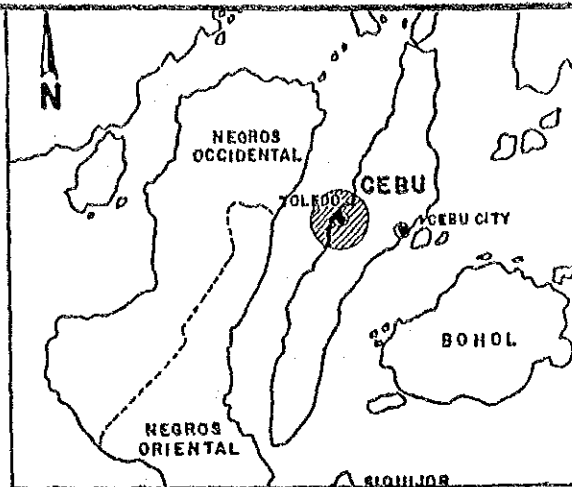 N
NEGROS
OCCIDENTAL
CEBU
TOLEDO
CEBU CITY
BOHOL
NEGROS
ORIENTAL
SIQUIJOR